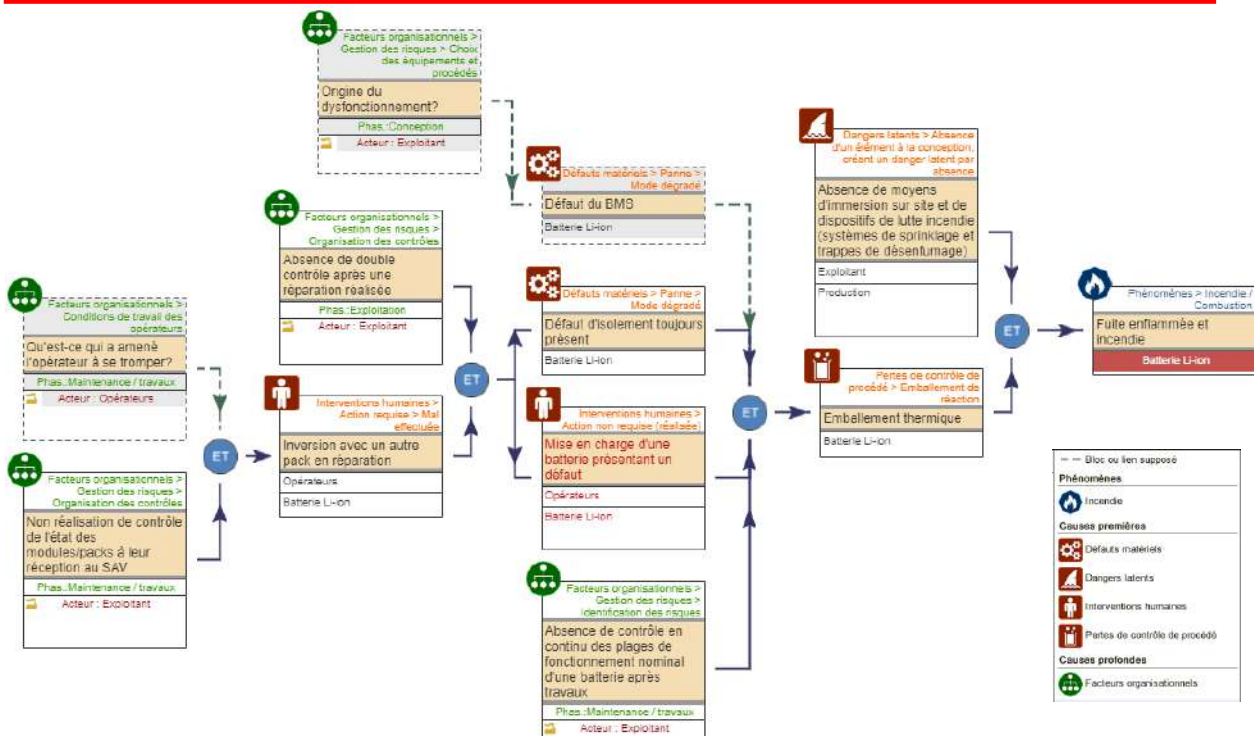 Facteurs organisationnels >
Gestion des risques > Choix
des équipements et
procédés
Origine du
dysfonctionnement?
Phas.:Conception
Acteur : Exploitant
Défauts matériels > Panne >
Mode dégradé
Défaut du BMS
Batterie Li-ion
Dangers latents > Absence
d'un élément à la conception,
créant un danger latent par
absence
Absence de moyens
d'immersion sur site et de
dispositifs de lutte incendie
(systèmes de sprinklage et
trappes de désenfumage)
Exploitant
Production
Facteurs organisationnels >
Gestion des risques >
Organisation des contrôles
Absence de double
contrôle après une
réparation réalisée
Phas.:Exploitation
Acteur : Exploitant
Facteurs organisationnels >
Conditions de travail des
opérateurs
Qu'est-ce qui a amené
l'opérateur à se tromper?
Phas.:Maintenance / travaux
Acteur : Opérateurs
Défauts matériels > Panne >
Mode dégradé
Défaut d'isolement toujours
présent
Batterie Li-ion
Phénomènes > Incendie /
Combustion
Fuite enflammée et
incendie
Batterie Li-ion
ET
ET
ET
ET
Interventions humaines >
Action requise > Mal
effectuée
Inversion avec un autre
pack en réparation
Opérateurs
Batterie Li-ion
Interventions humaines >
Action non requise (réalisée)
Mise en charge d'une
batterie présentant un
défaut
Opérateurs
Batterie Li-ion
Pertes de contrôle de
procédé > Emballement de
réaction
Emballement thermique
Batterie Li-ion
Facteurs organisationnels >
Gestion des risques >
Organisation des contrôles
Non réalisation de contrôle
de l'état des
modules/packs à leur
réception au SAV
Phas.:Maintenance / travaux
Acteur : Exploitant
Facteurs organisationnels >
Gestion des risques >
Identification des risques
Absence de contrôle en
continu des plages de
fonctionnement nominal
d'une batterie après
travaux
Phas.:Maintenance / travaux
Acteur : Exploitant
Bloc ou lien supposé
Phénomènes
Incendie
Causes premières
Défauts matériels
Dangers latents
Interventions humaines
Pertes de contrôle de procédé
Causes profondes
Facteurs organisationnels